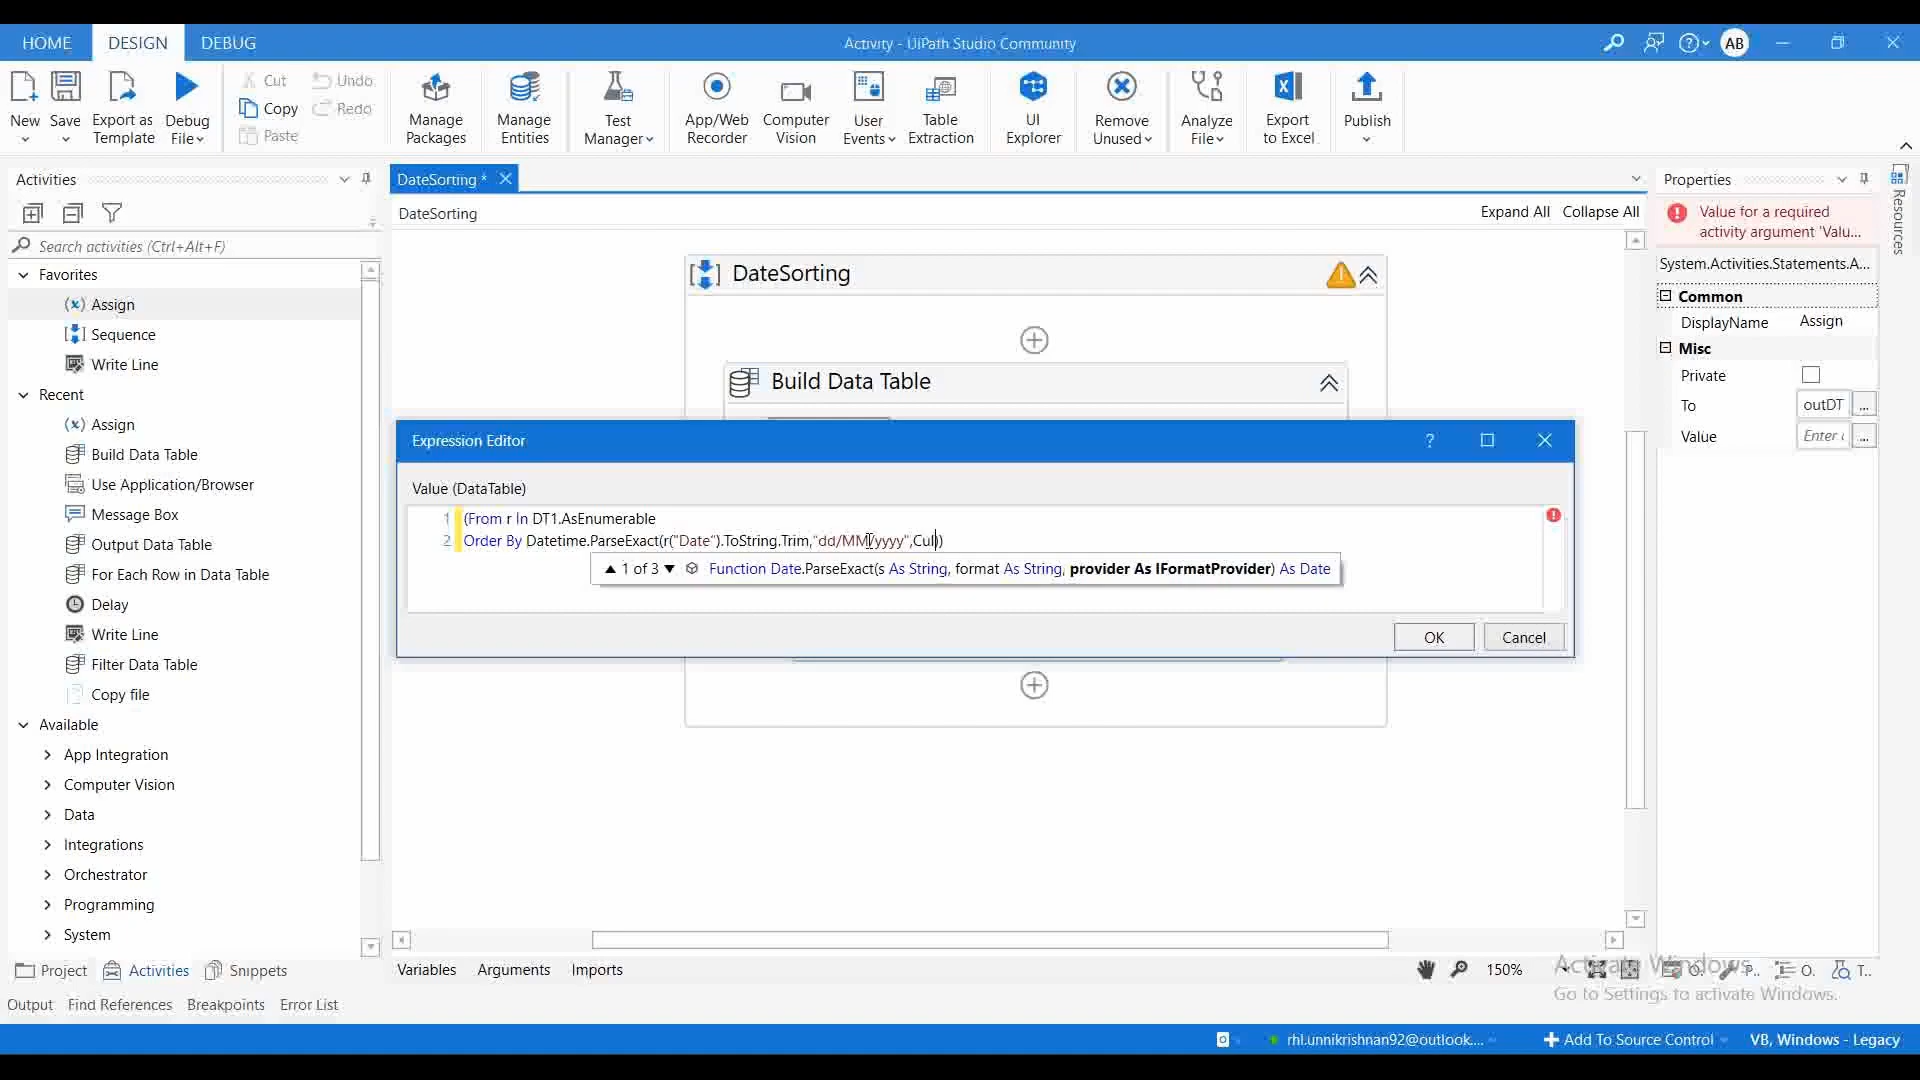 HOME DESIGN DEBUG
Activity - UiPath Studio Community
AB
New
Save
Export as
Template
Debug
File
Cut
Copy
Paste
Undo
Redo
Manage
Packages
Manage
Entities
Test
Manager
App/Web
Recorder
Computer
Vision
User
Events
Table
Extraction
UI
Explorer
Remove
Unused
Analyze
File
Export
to Excel
Publish
Activities
Search activities (Ctrl+Alt+F)
Favorites
Assign
Sequence
Write Line
Recent
Assign
Build Data Table
Use Application/Browser
Message Box
Output Data Table
For Each Row in Data Table
Delay
Write Line
Filter Data Table
Copy file
Available
App Integration
Computer Vision
Data
Integrations
Orchestrator
Programming
System
Project Activities Snippets
DateSorting *
DateSorting
Expand All Collapse All
DateSorting
Build Data Table
Expression Editor
Value (DataTable)
1 (From r In DT1.AsEnumerable
2 Order By Datetime.ParseExact(r("Date").ToString.Trim,"dd/MM/yyyy",Cul))
1 of 3 Function Date.ParseExact(s As String, format As String, provider As IFormatProvider) As Date
OK Cancel
Variables Arguments Imports
150%
Properties
Value for a required
activity argument 'Valu...
System.Activities.Statements.A...
Common
DisplayName Assign
Misc
Private
To outDT ...
Value Enter ...
Resources
O. P.. O. T..
Activate Windows
Go to Settings to activate Windows.
Output Find References Breakpoints Error List
rhl.unnikrishnan92@outlook....
Add To Source Control
VB, Windows - Legacy